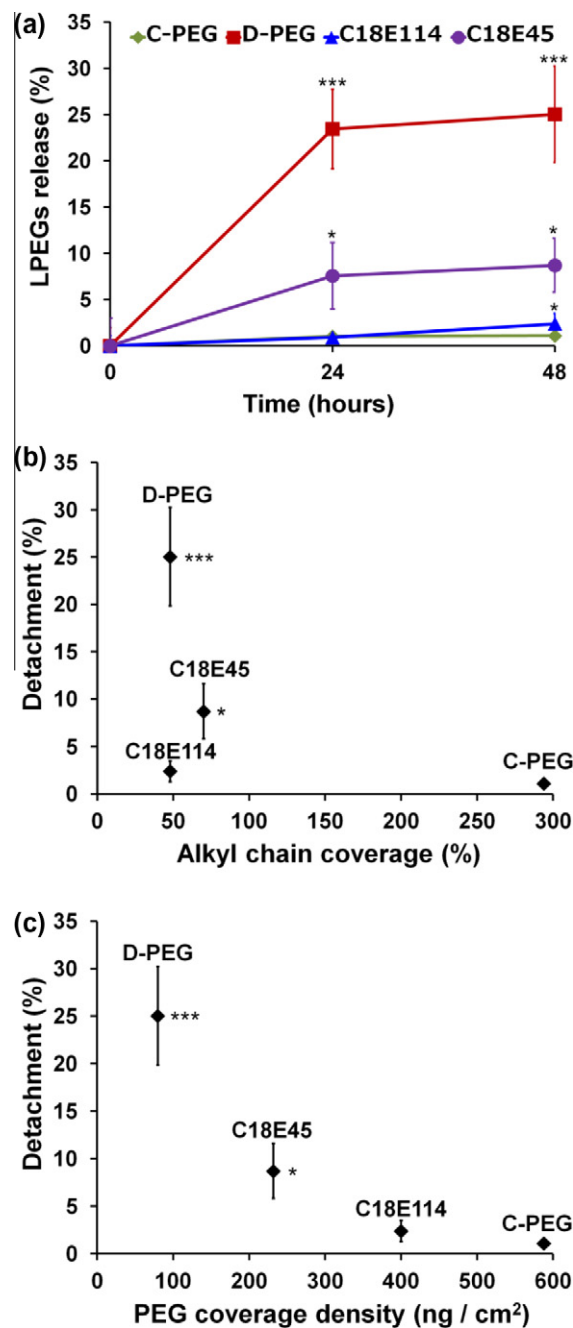 (a)
C-PEG D-PEG C18E114 C18E45
LPEGs release (%)
35
30
25
20
15
10
5
0
***
***
*
*
*
0 24 48
Time (hours)
(b)
Detachment (%)
35
30
25
20
15
10
5
0
D-PEG
***
C18E45
*
C18E114
C-PEG
0 50 100 150 200 250 300
Alkyl chain coverage (%)
(c)
Detachment (%)
35
30
25
20
15
10
5
0
D-PEG
***
C18E45
*
C18E114
C-PEG
0 100 200 300 400 500 600
PEG coverage density (ng / cm²)